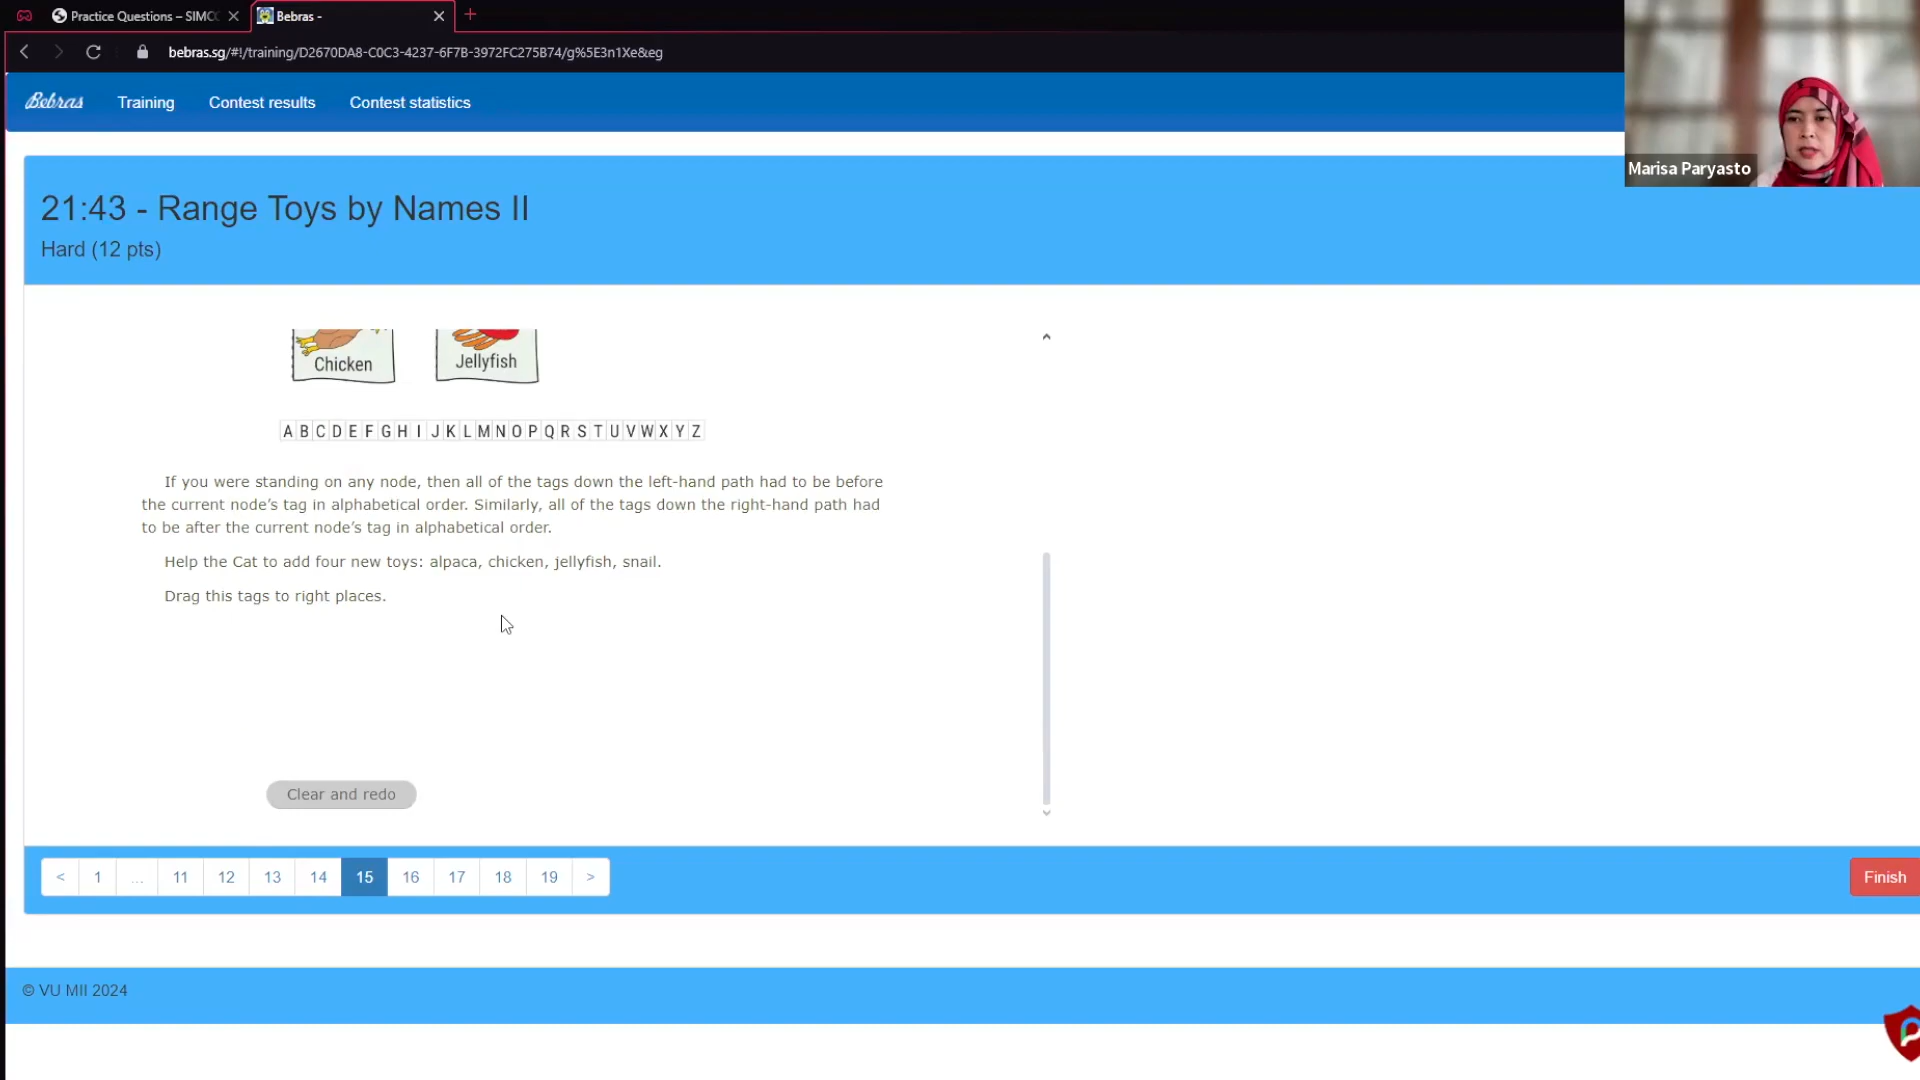 Practice Questions – SIMCC
Bebras -
bebras.sg/#!/training/D2670DA8-C0C3-4237-6F7B-3972FC275B74/g%5E3n1Xe&eg
Bebras
Training
Contest results
Contest statistics
Marisa Paryasto
21:43 - Range Toys by Names II
Hard (12 pts)
Chicken
Jellyfish
A B C D E F G H I J K L M N O P Q R S T U V W X Y Z
If you were standing on any node, then all of the tags down the left-hand path had to be before
the current node's tag in alphabetical order. Similarly, all of the tags down the right-hand path had
to be after the current node's tag in alphabetical order.
Help the Cat to add four new toys: alpaca, chicken, jellyfish, snail.
Drag this tags to right places.
Clear and redo
< 1 ... 11 12 13 14 15 16 17 18 19 >
Finish
© VU MII 2024